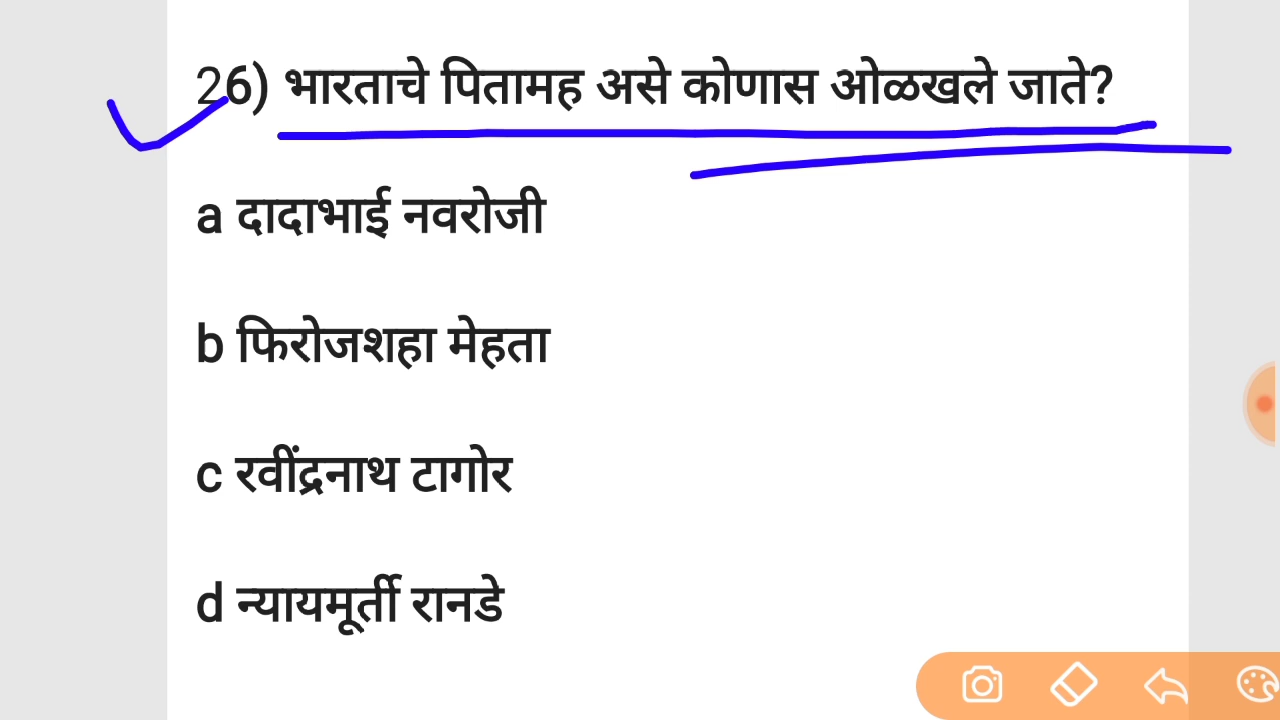 26) भारताचे पितामह असे कोणास ओळखले जाते?
a दादाभाई नवरोजी
b फिरोजशहा मेहता
c रवींद्रनाथ टागोर
d न्यायमूर्ती रानडे